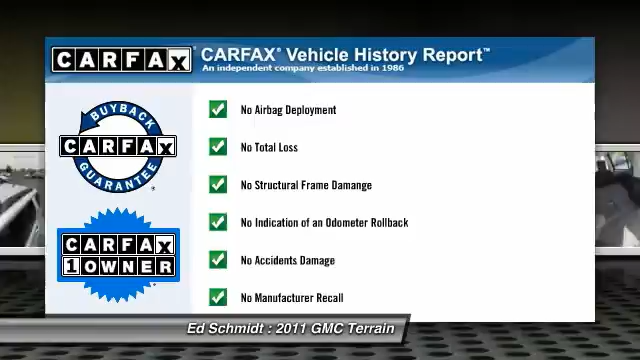 CARFAX CARFAX® Vehicle History Report™
An independent company established in 1986
BUYBACK
CARFAX
GUARANTEE
®
CARFAX
1 OWNER
No Airbag Deployment
No Total Loss
No Structural Frame Damange
No Indication of an Odometer Rollback
No Accidents Damage
No Manufacturer Recall
Ed Schmidt : 2011 GMC Terrain